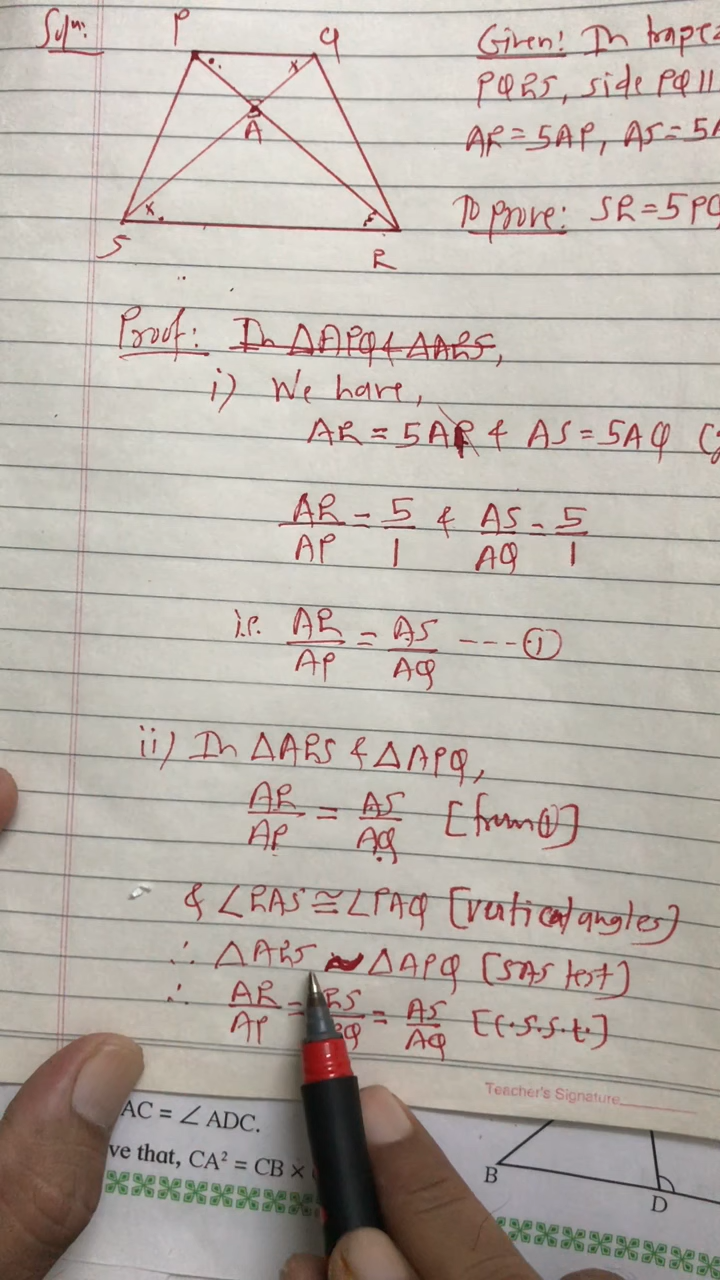 Solⁿ:
P Q
A
x
x
S R
Given: In trape
PQRS, side PQ ||
AR = 5AP, AS = 5A
To prove: SR = 5PQ
Proof: In △APQ & △ARS,
i) We have,
AR = 5AP & AS = 5AQ (
AR/AP = 5/1 & AS/AQ = 5/1
i.e. AR/AP = AS/AQ ---- ①
ii) In △ARS & △APQ,
AR/AP = AS/AQ [from ①]
& ∠RAS ≅ ∠PAQ [vertical angles]
∴ △ARS ~ △APQ [SAS test]
∴ AR/AP = RS/PQ = AS/AQ [c.s.s.t.]
Teacher's Signature
AC = ∠ ADC.
ve that, CA² = CB ×
B
D